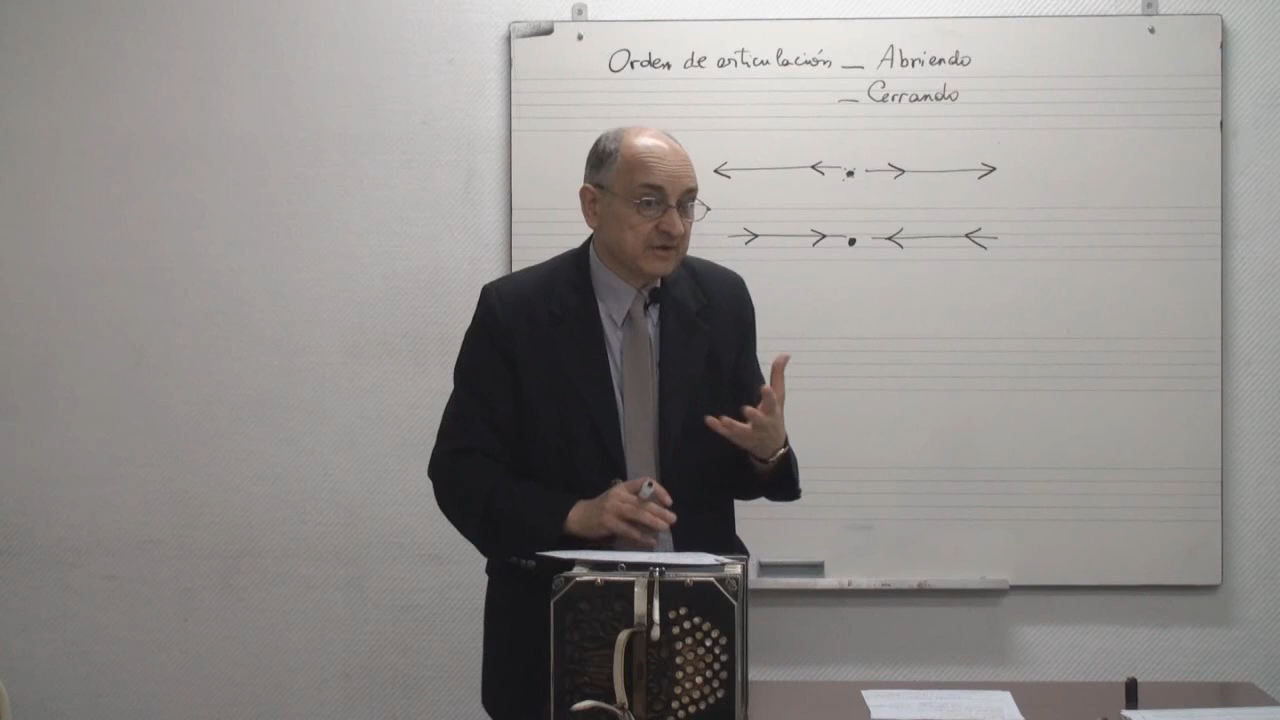 Orden de articulación — Abriendo
— Cerrando